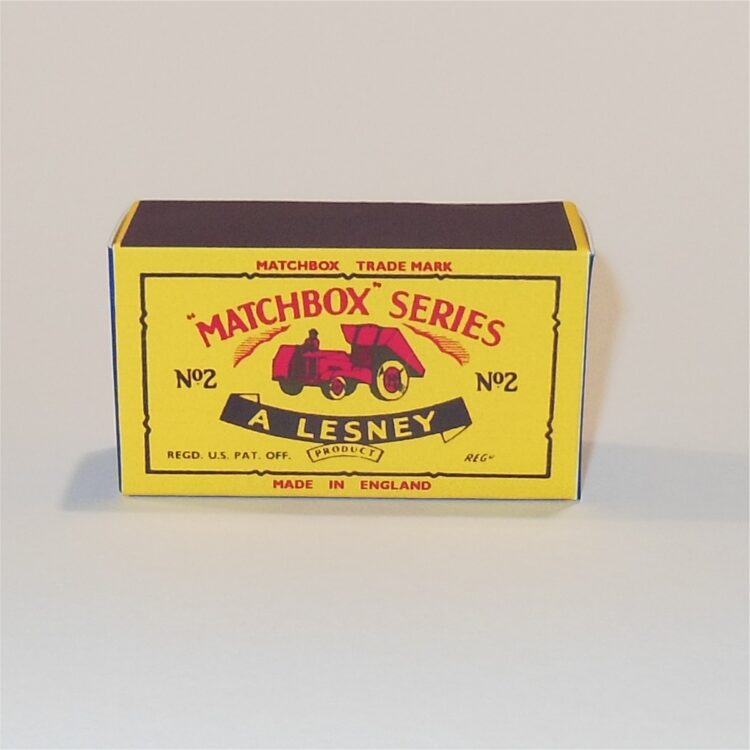 MATCHBOX TRADE MARK
"MATCHBOX" SERIES
Nº2 Nº2
A LESNEY
PRODUCT
REGD. U.S. PAT. OFF. REGD
MADE IN ENGLAND